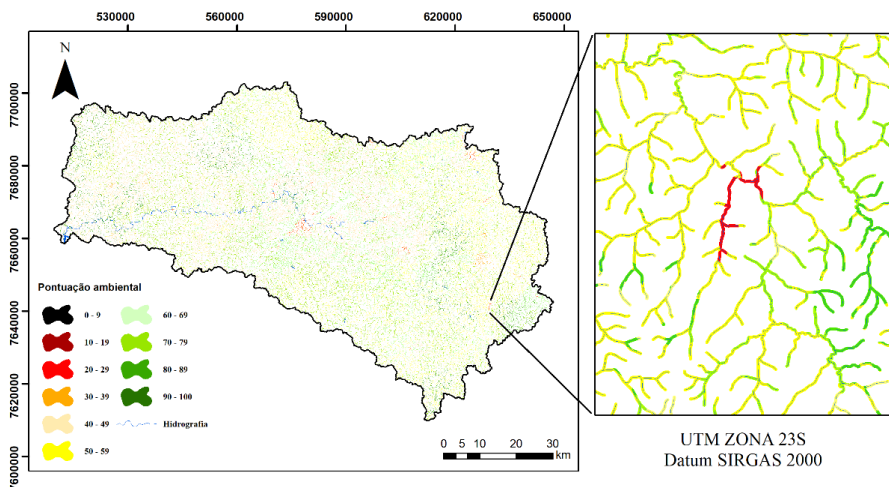 530000 560000 590000 620000 650000
N
7700000
7680000
7660000
7640000
7620000
7600000
Pontuação ambiental
0 - 9 60 - 69
10 - 19 70 - 79
20 - 29 80 - 89
30 - 39 90 - 100
40 - 49 Hidrografia
50 - 59
0 5 10 20 30
km
UTM ZONA 23S
Datum SIRGAS 2000